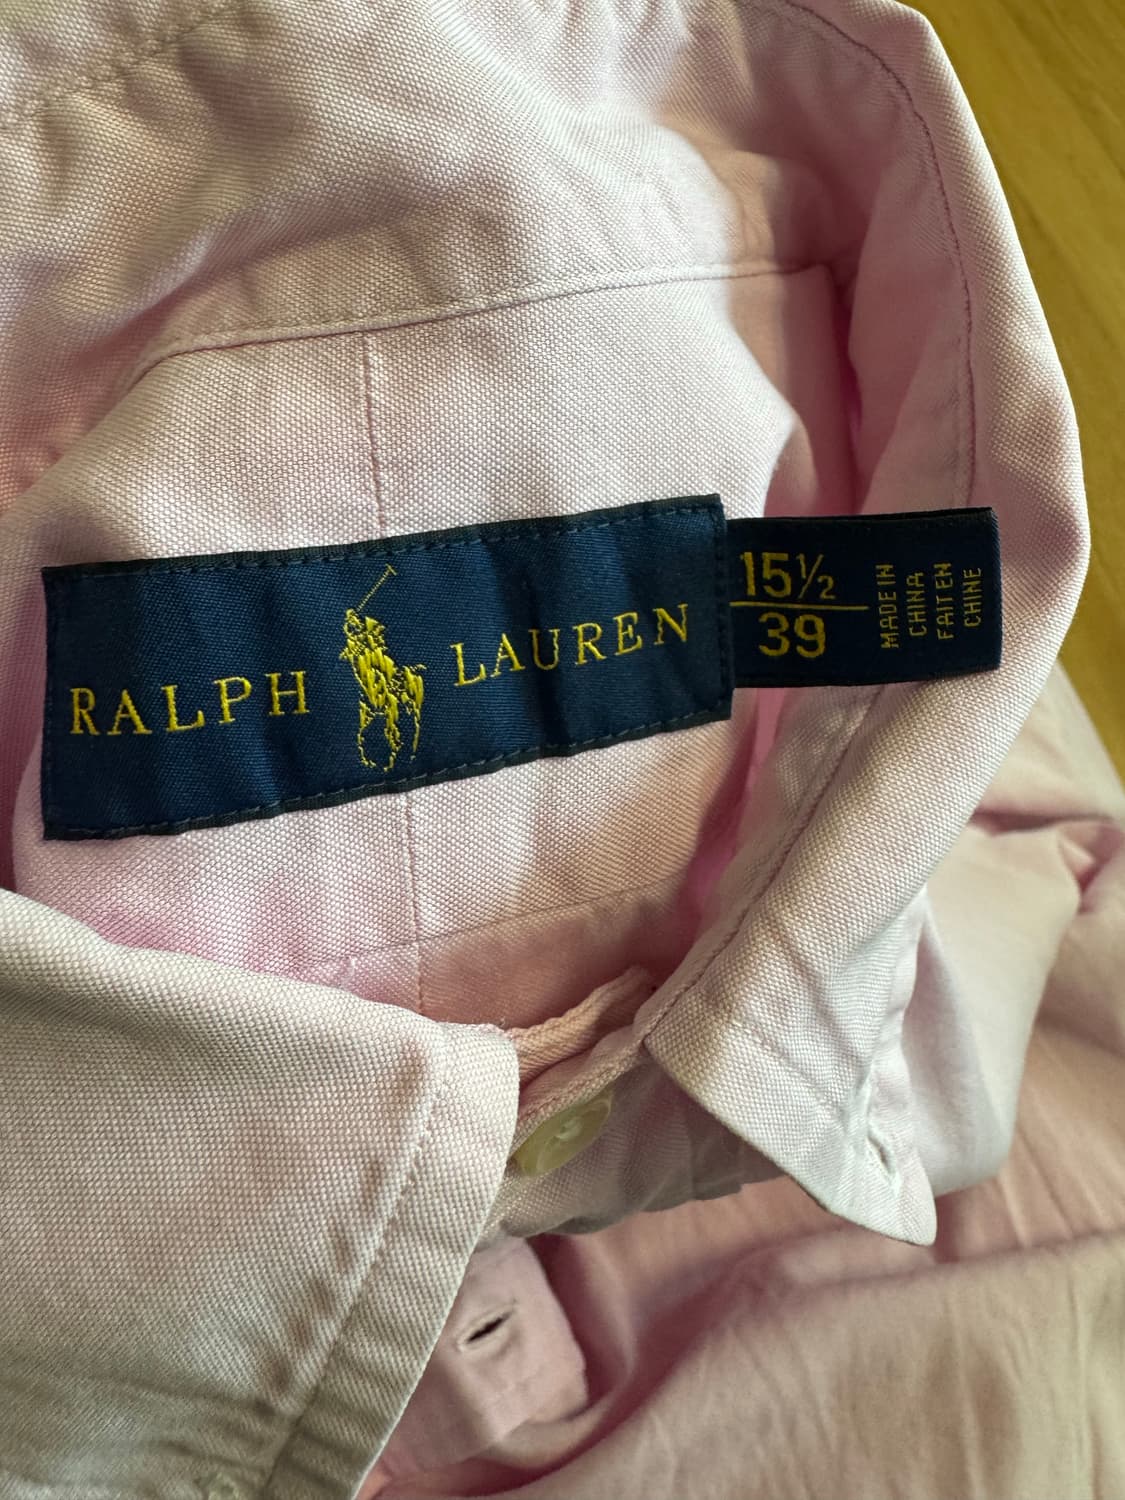 RALPH LAUREN
15½
39
MADE IN
CHINA
FAIT EN
CHINE